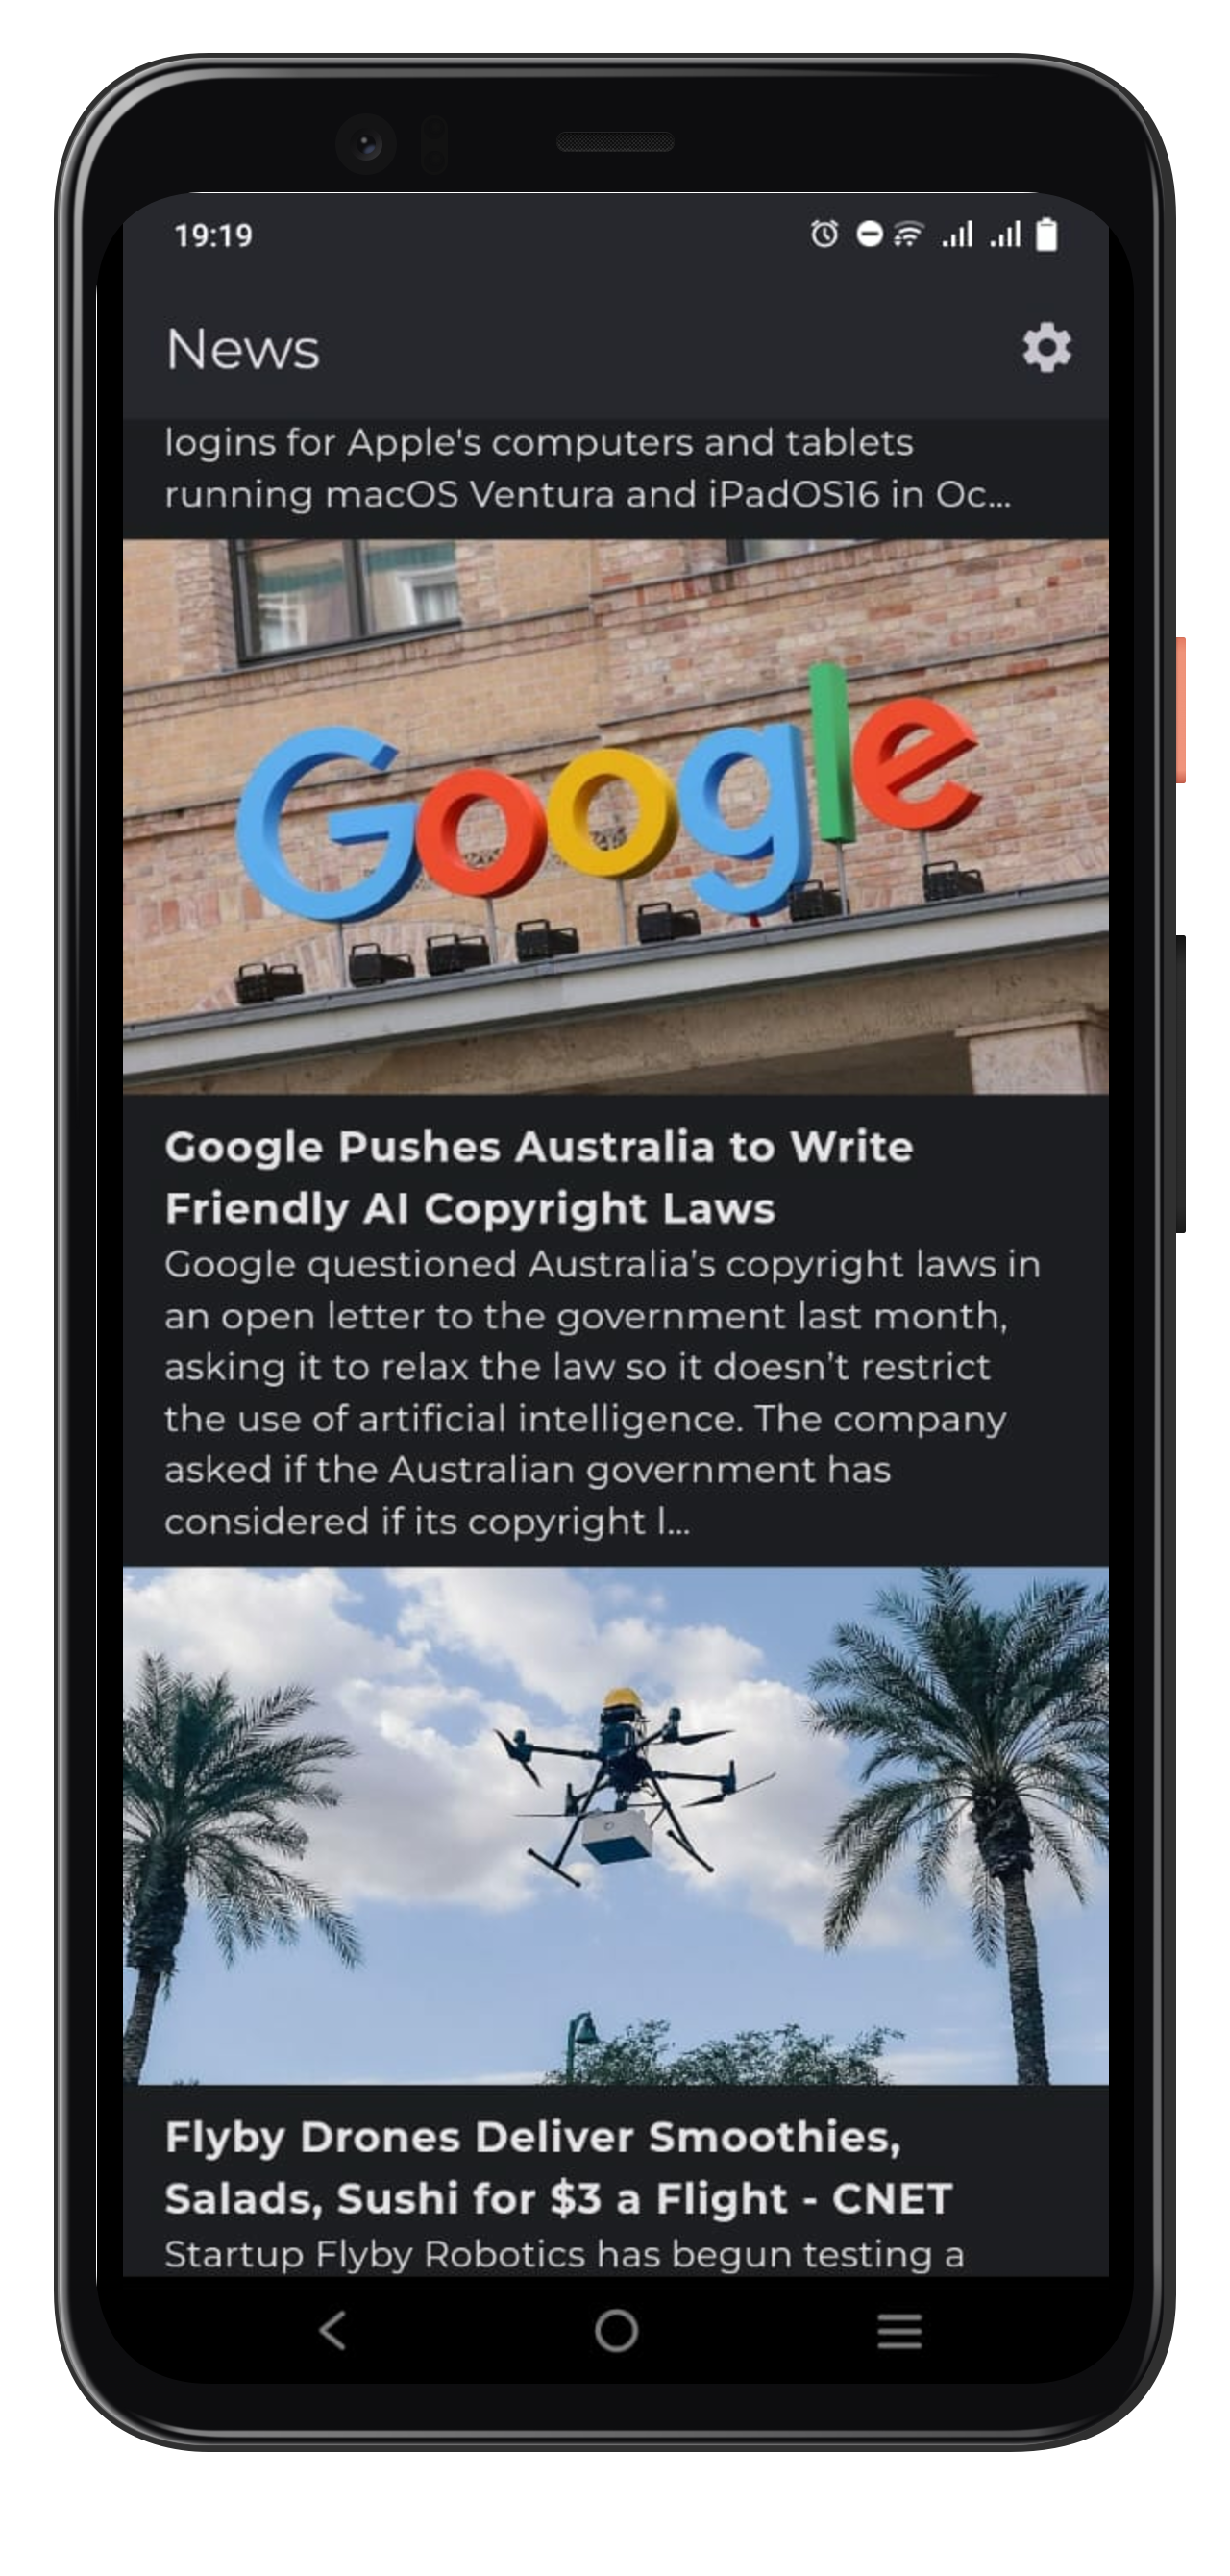 19:19
News
logins for Apple's computers and tablets
running macOS Ventura and iPadOS16 in Oc...
Google
Google Pushes Australia to Write
Friendly AI Copyright Laws
Google questioned Australia’s copyright laws in
an open letter to the government last month,
asking it to relax the law so it doesn’t restrict
the use of artificial intelligence. The company
asked if the Australian government has
considered if its copyright l...
Flyby Drones Deliver Smoothies,
Salads, Sushi for $3 a Flight - CNET
Startup Flyby Robotics has begun testing a